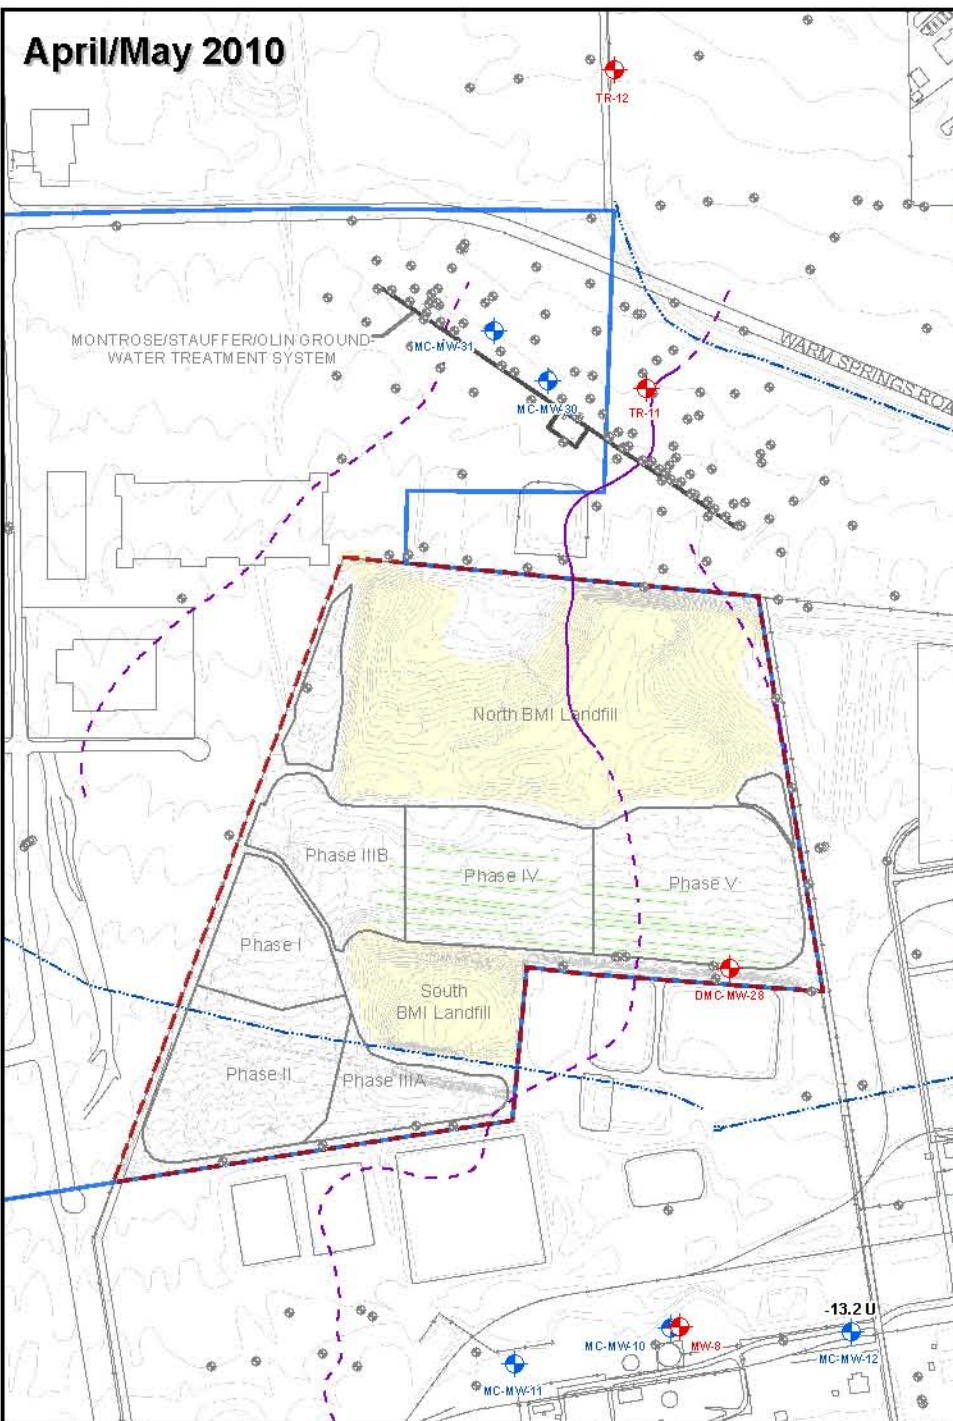 April/May 2010
TR-12
MONTROSE/STAUFFER/OLIN GROUND-
WATER TREATMENT SYSTEM
MC-MW-31
WARM SPRINGS ROA
MC-MW-30
TR-11
North BMI Landfill
Phase IIIB
Phase IV
Phase V
Phase I
South
BMI Landfill
DMC-MW-28
Phase II
Phase IIIA
-13.2 U
MC-MW-10
MW-8
MC-MW-12
MC-MW-11